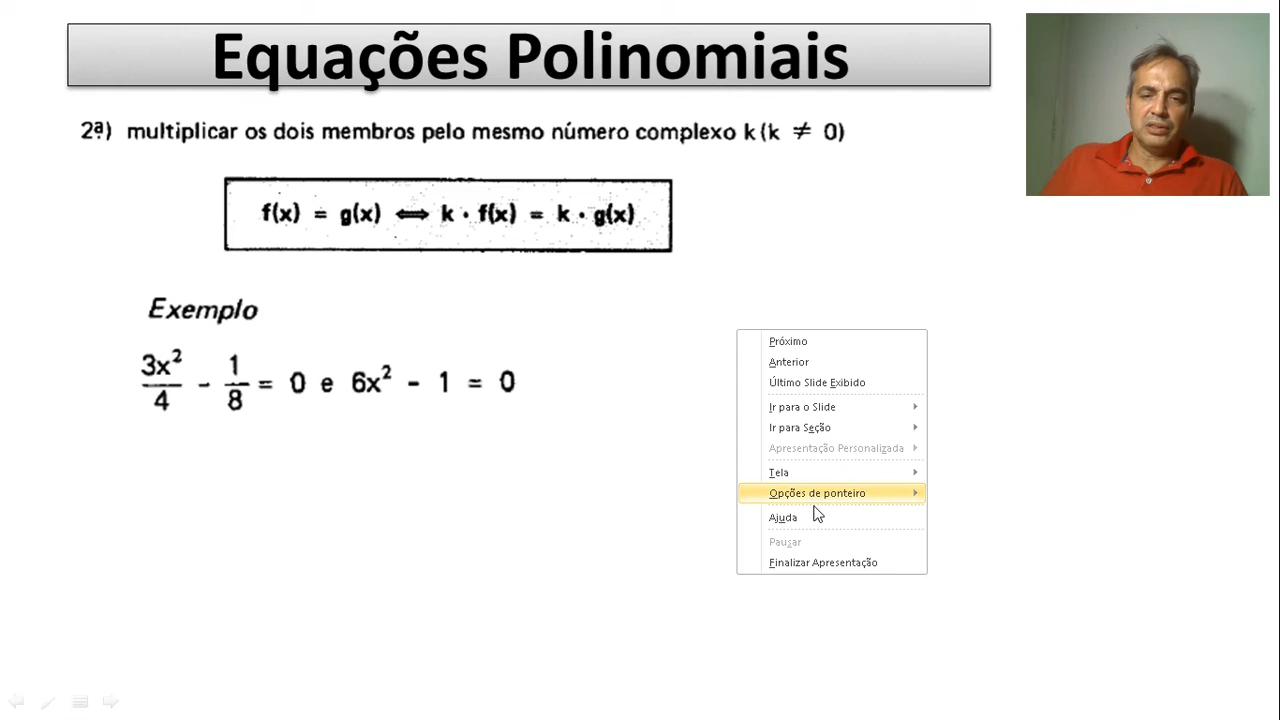 Equações Polinomiais
2ª) multiplicar os dois membros pelo mesmo número complexo k (k ≠ 0)
f(x) = g(x) ⟺ k · f(x) = k · g(x)
Exemplo
3x²/4 - 1/8 = 0 e 6x² - 1 = 0
Próximo
Anterior
Último Slide Exibido
Ir para o Slide
Ir para Seção
Apresentação Personalizada
Tela
Opções de ponteiro
Ajuda
Pausar
Finalizar Apresentação